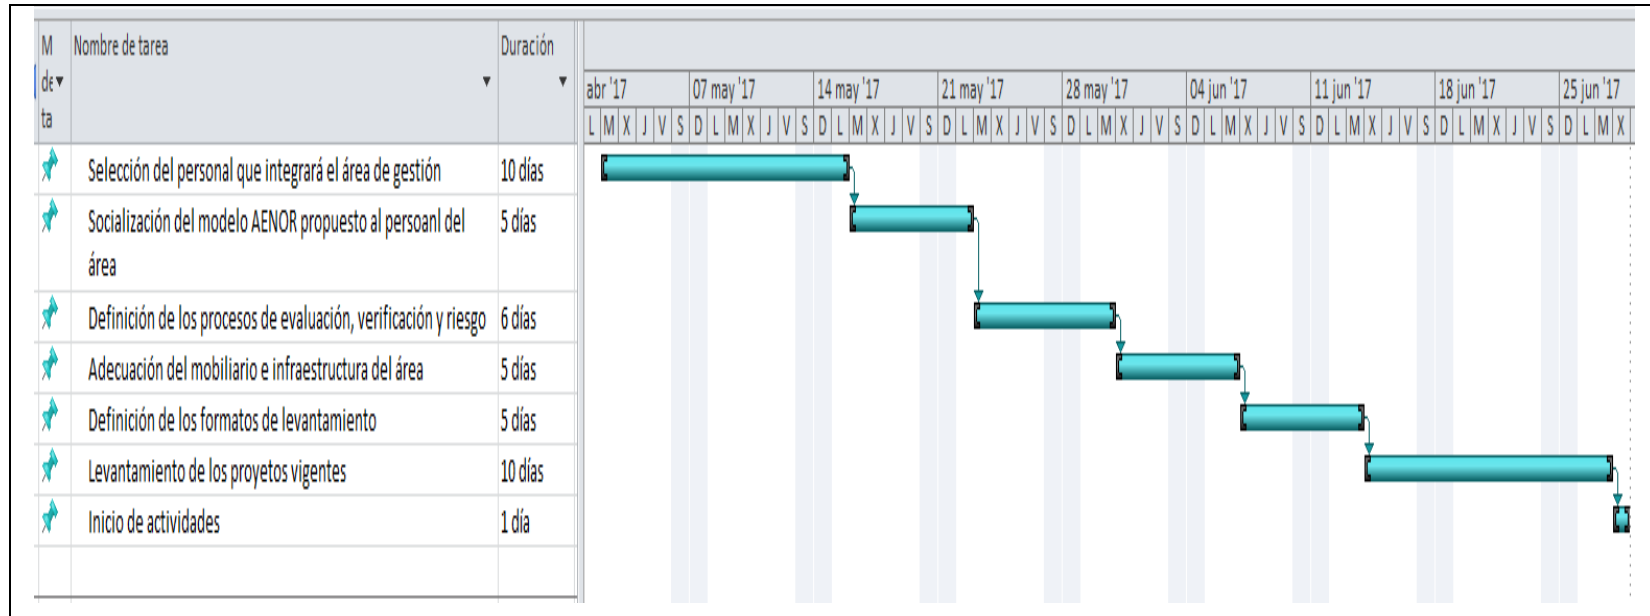 M Nombre de tarea Duración
de
ta
abr '17 07 may '17 14 may '17 21 may '17 28 may '17 04 jun '17 11 jun '17 18 jun '17 25 jun '17
L M X J V S D L M X J V S D L M X J V S D L M X J V S D L M X J V S D L M X J V S D L M X J V S D L M X J V S D L M X
Selección del personal que integrará el área de gestión 10 días
Socialización del modelo AENOR propuesto al persoanl del 5 días
área
Definición de los procesos de evaluación, verificación y riesgo 6 días
Adecuación del mobiliario e infraestructura del área 5 días
Definición de los formatos de levantamiento 5 días
Levantamiento de los proyetos vigentes 10 días
Inicio de actividades 1 día